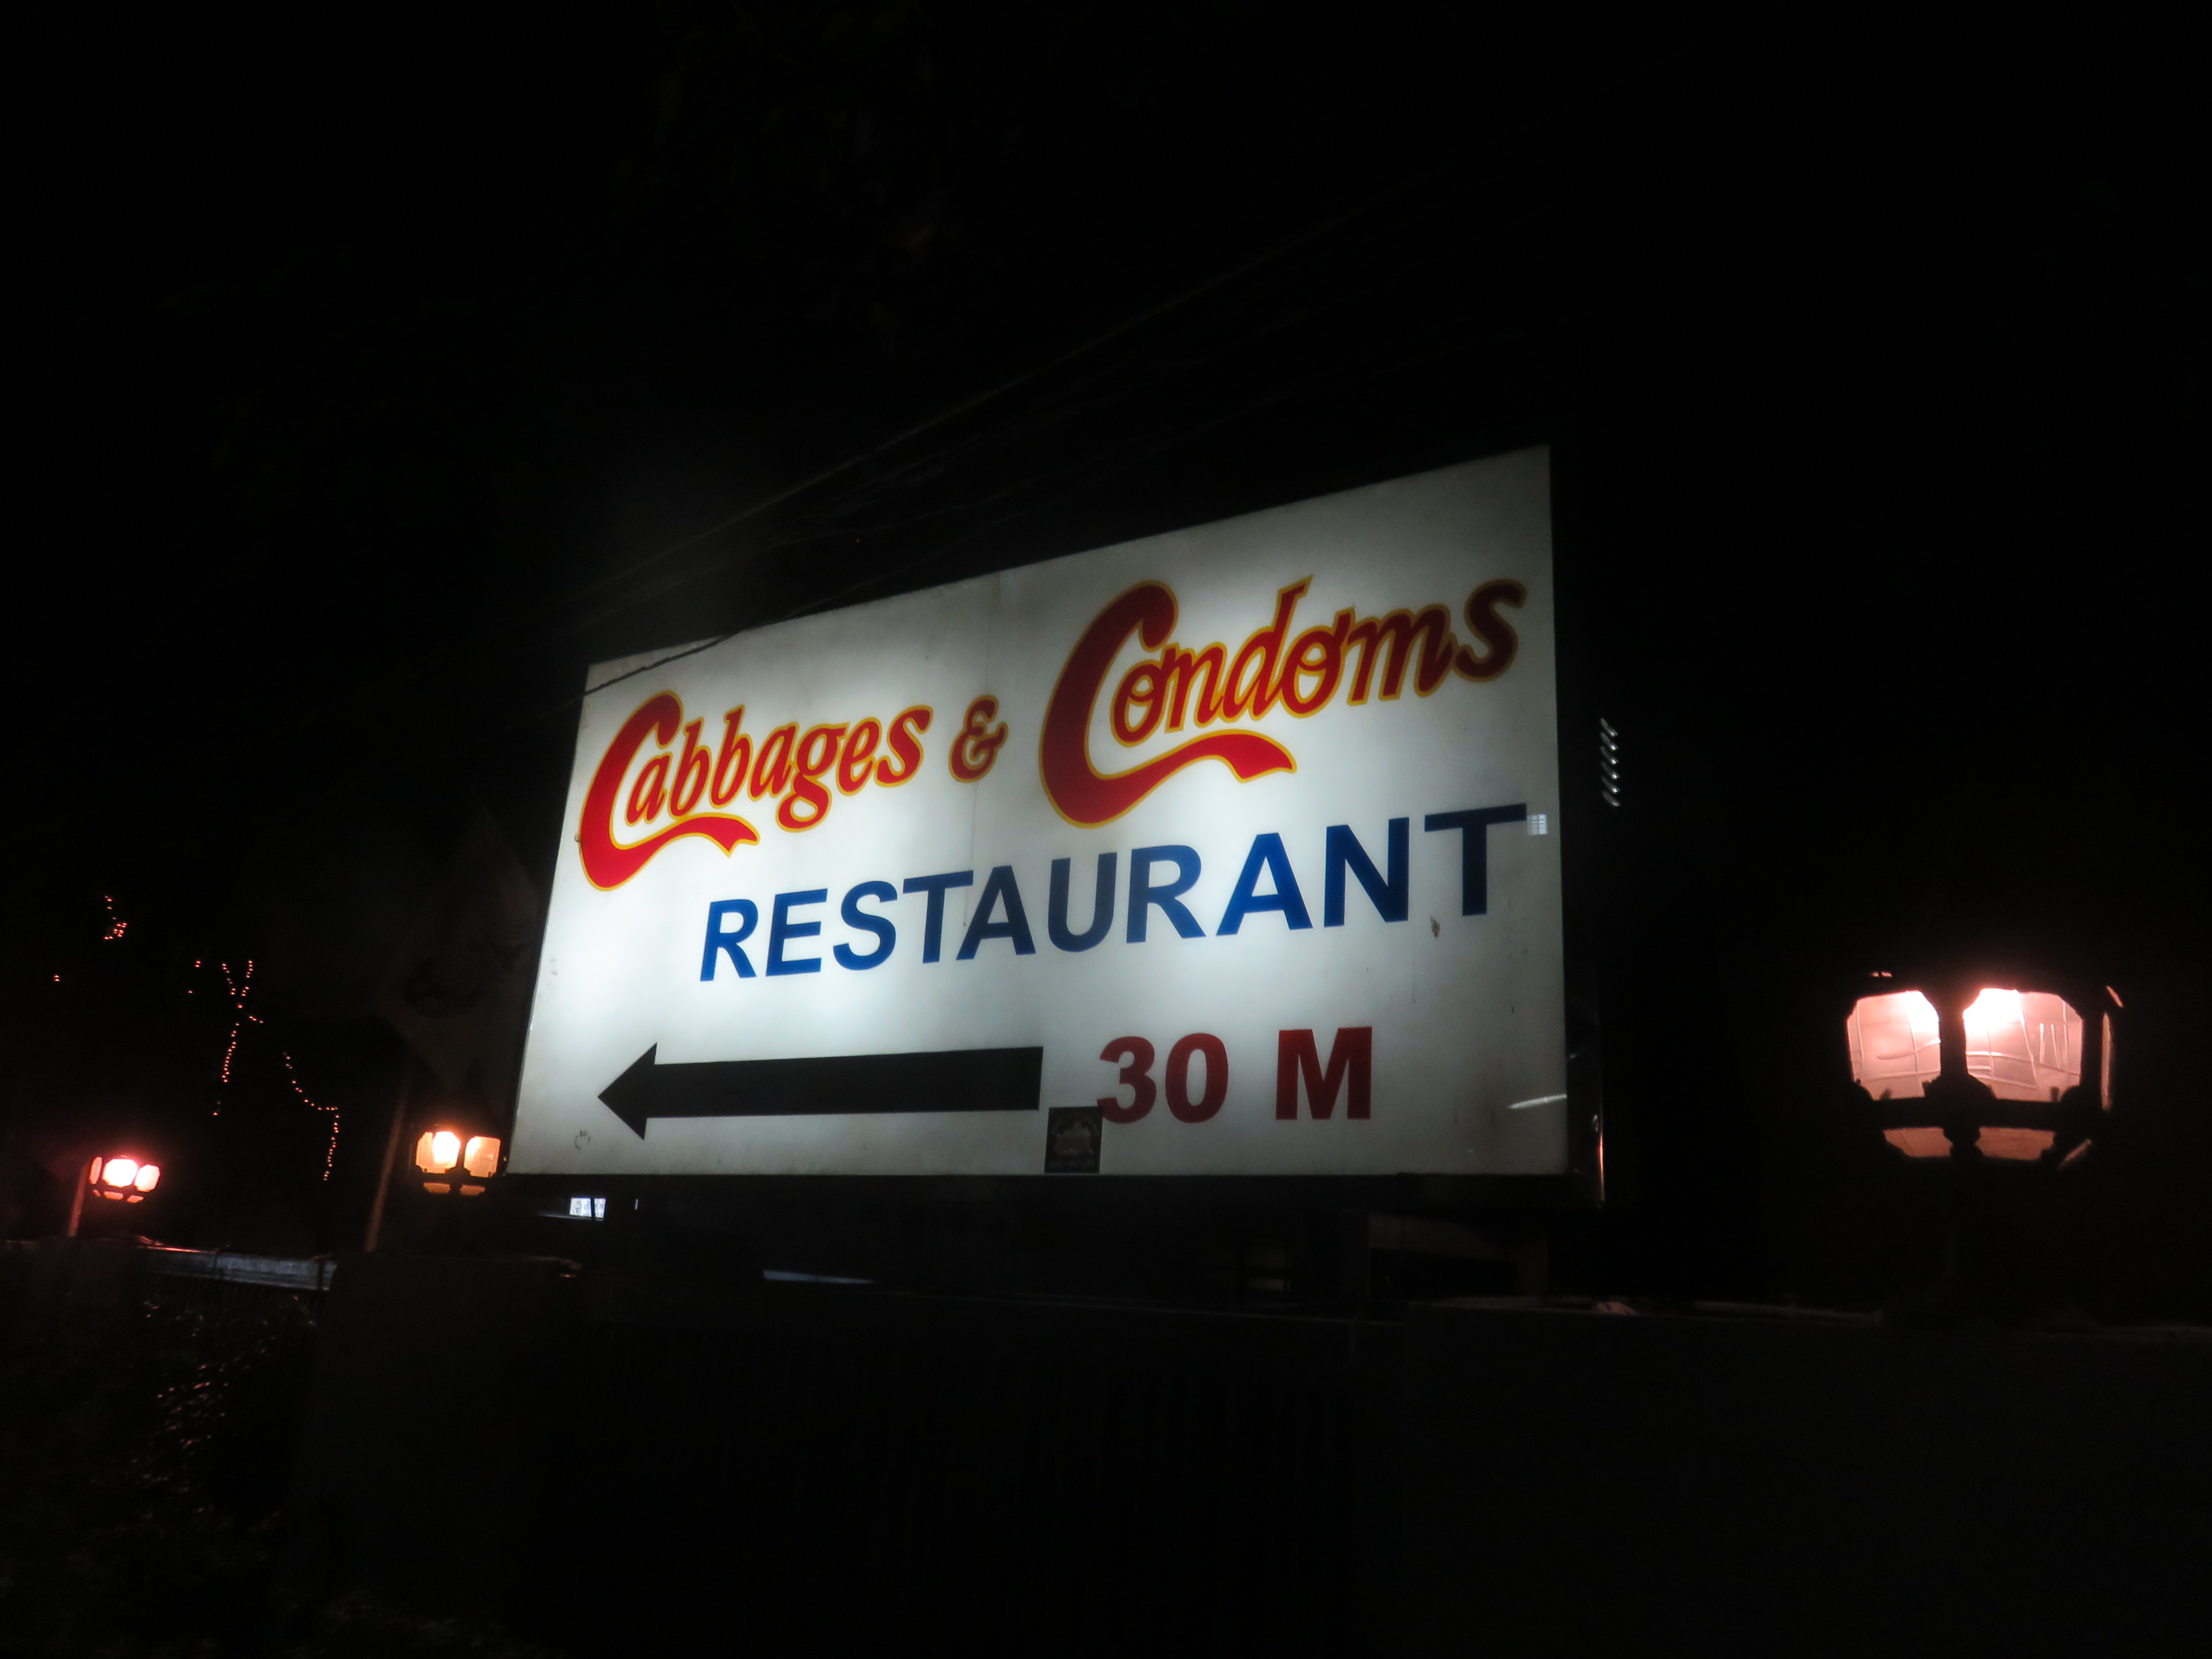 Cabbages & Condoms
RESTAURANT
30 M